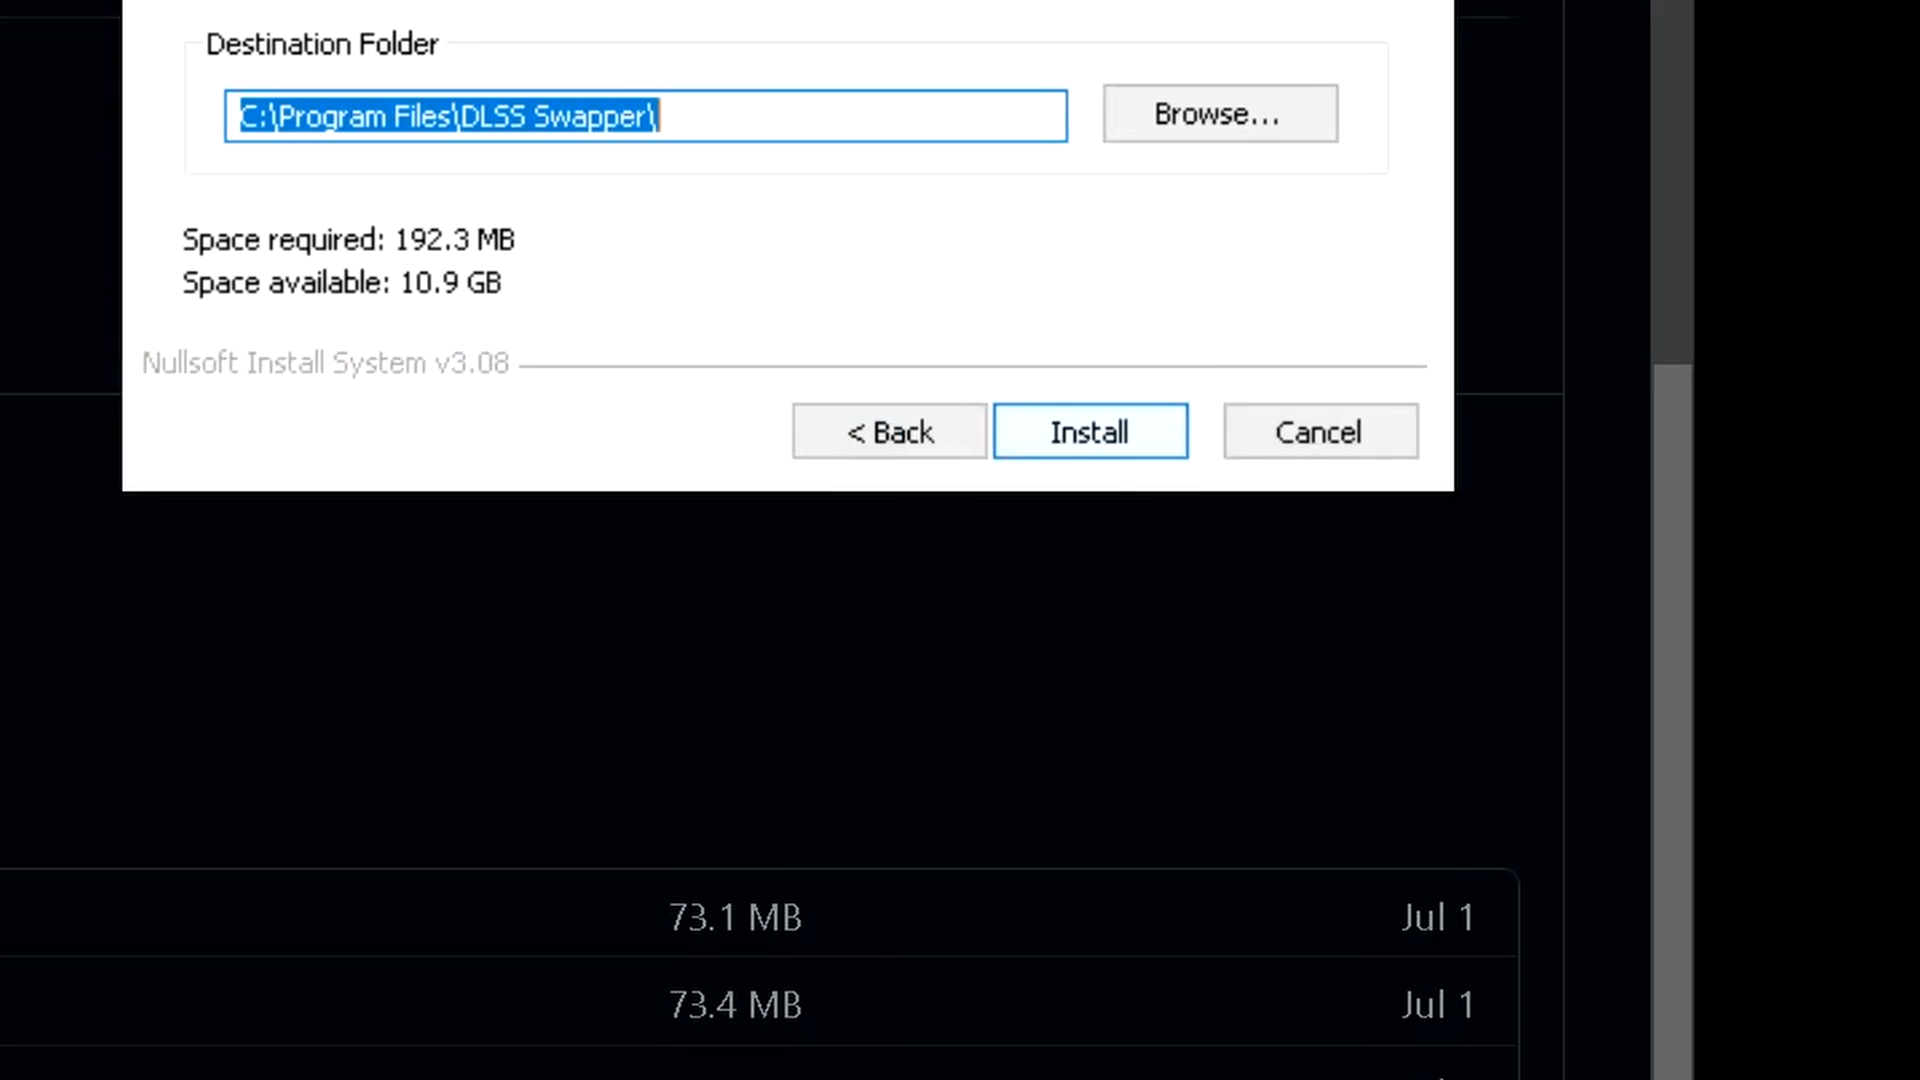 Destination Folder
C:\Program Files\DLSS Swapper\
Browse...
Space required: 192.3 MB
Space available: 10.9 GB
Nullsoft Install System v3.08
< Back
Install
Cancel
73.1 MB
Jul 1
73.4 MB
Jul 1